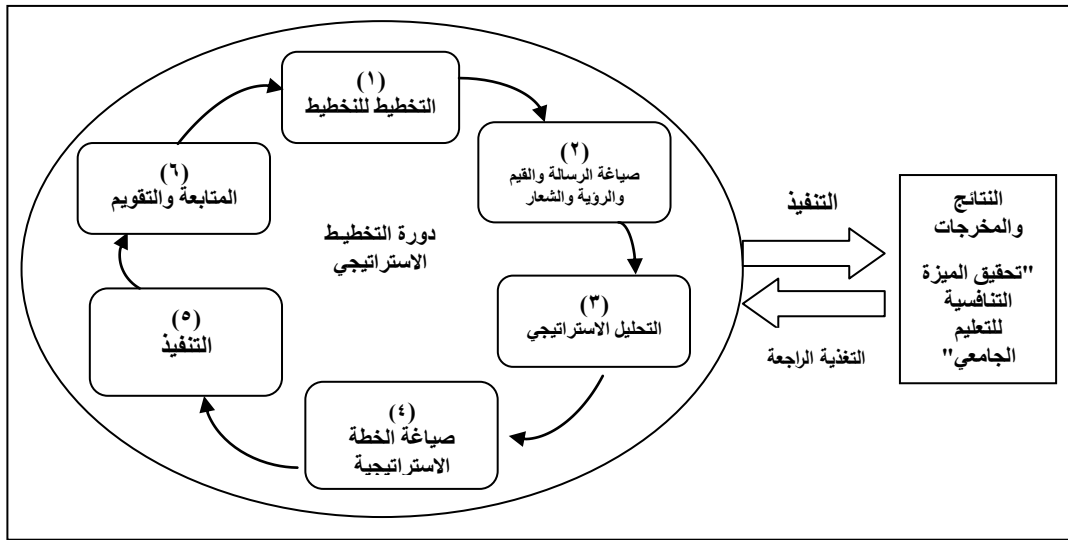 (١)
التخطيط للتخطيط
(٢)
صياغة الرسالة والقيم
والرؤية والشعار
(٣)
التحليل الاستراتيجي
(٤)
صياغة الخطة
الاستراتيجية
(٥)
التنفيذ
(٦)
المتابعة والتقويم
دورة التخطيط
الاستراتيجي
التنفيذ
التغذية الراجعة
النتائج
والمخرجات
"تحقيق الميزة
التنافسية
للتعليم
الجامعي"